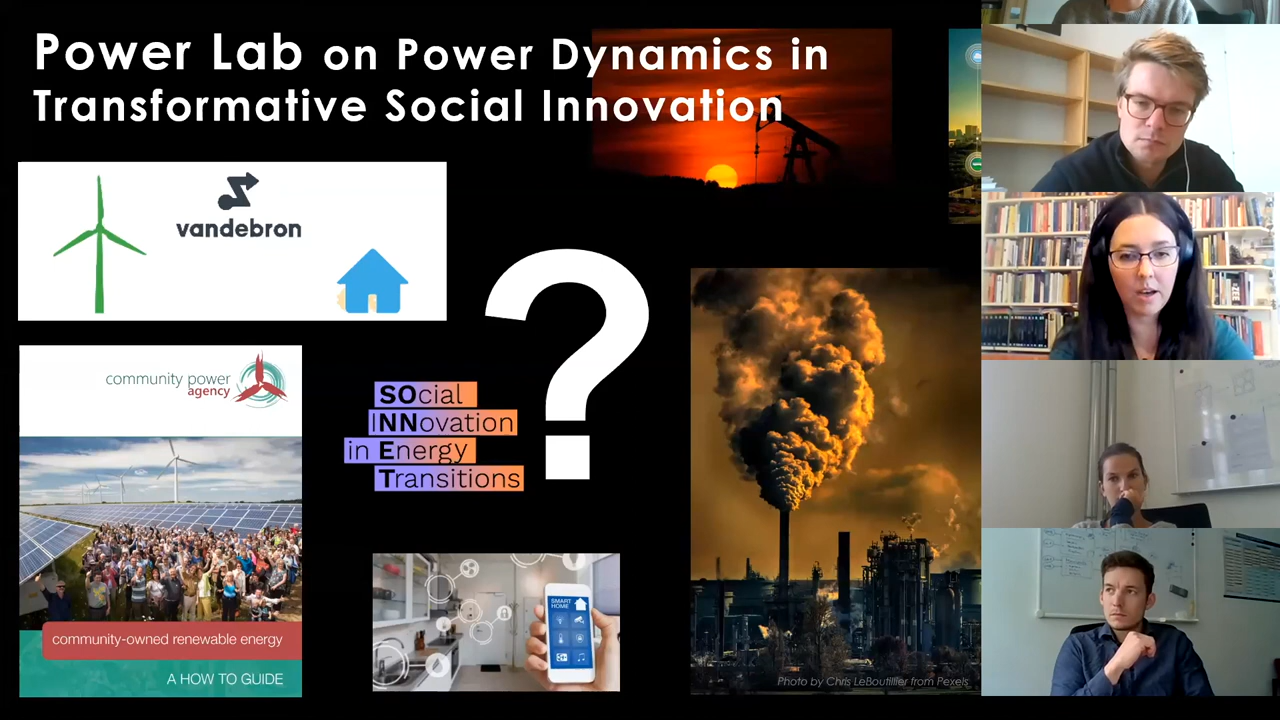 Power Lab on Power Dynamics in
Transformative Social Innovation
vandebron
community power
agency
SOcial
INNovation
in Energy
Transitions
community-owned renewable energy
A HOW TO GUIDE
SMART
HOME
Photo by Chris LeBoutillier from Pexels